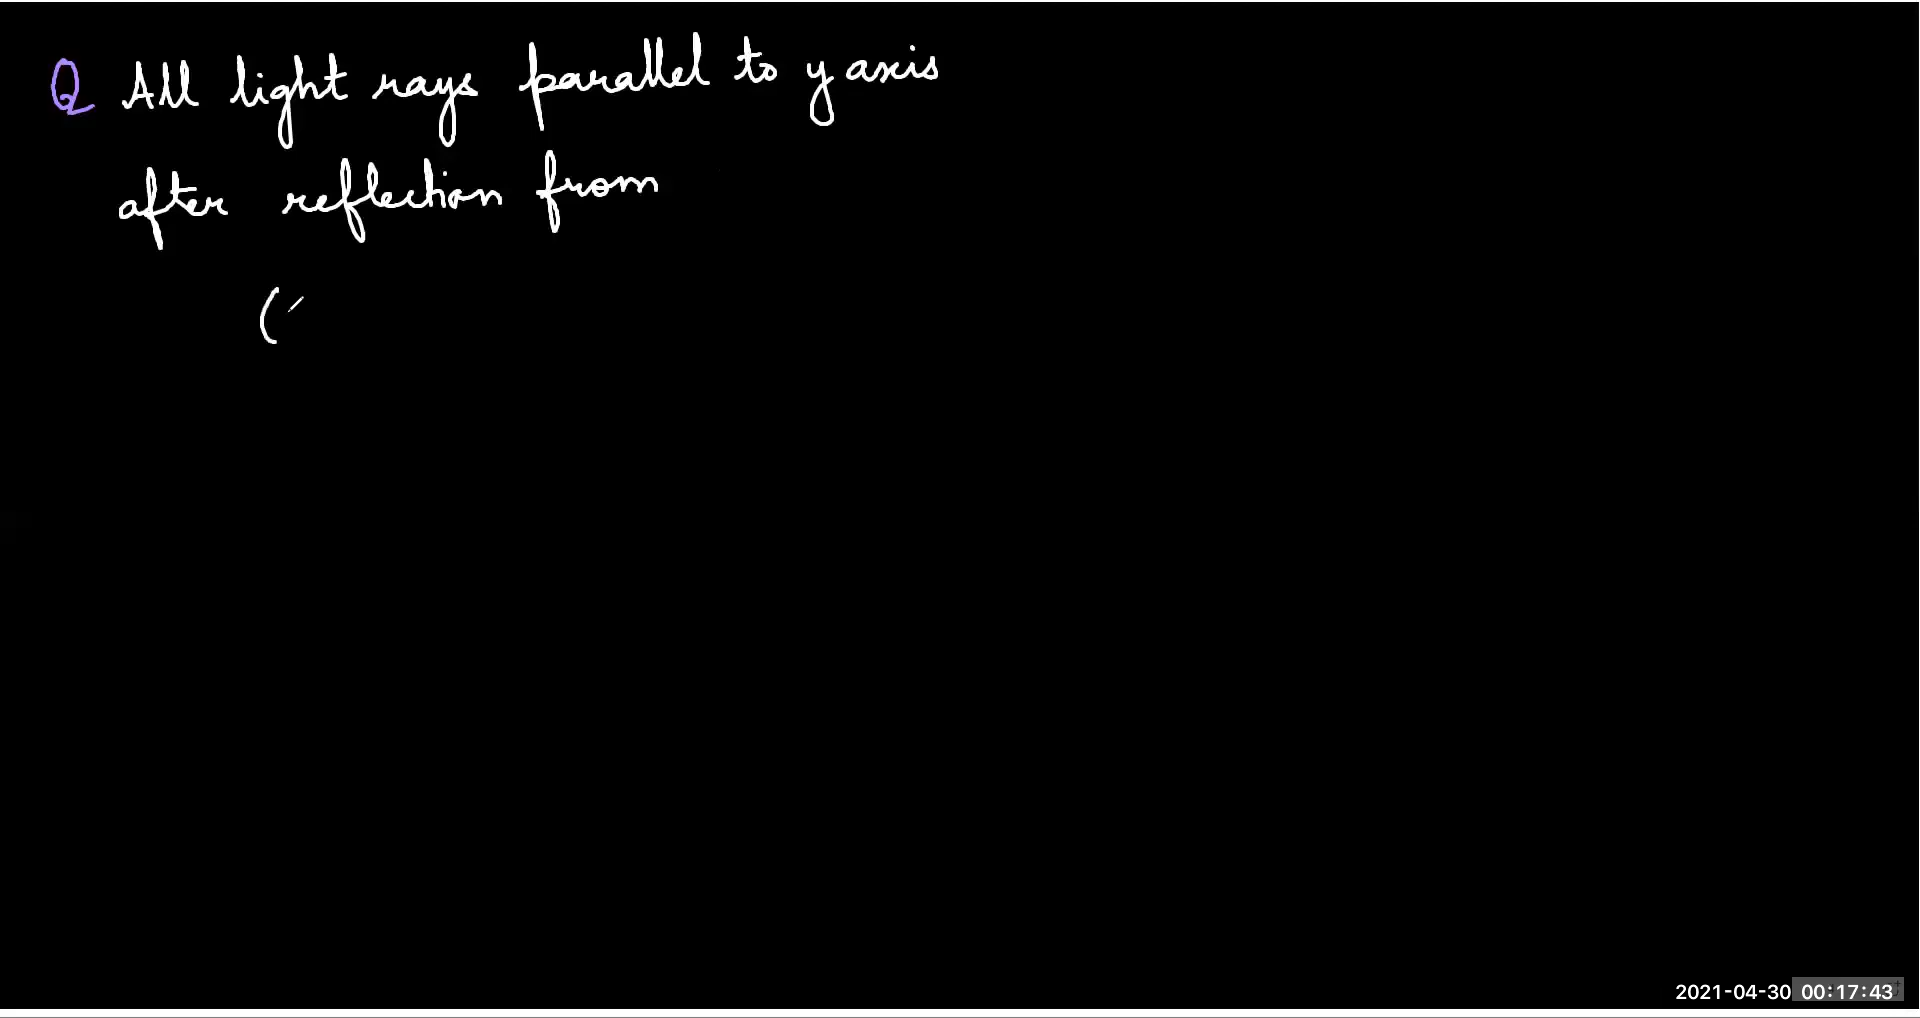 Q All light rays parallel to y axis
after reflection from
(
2021-04-30 00:17:43